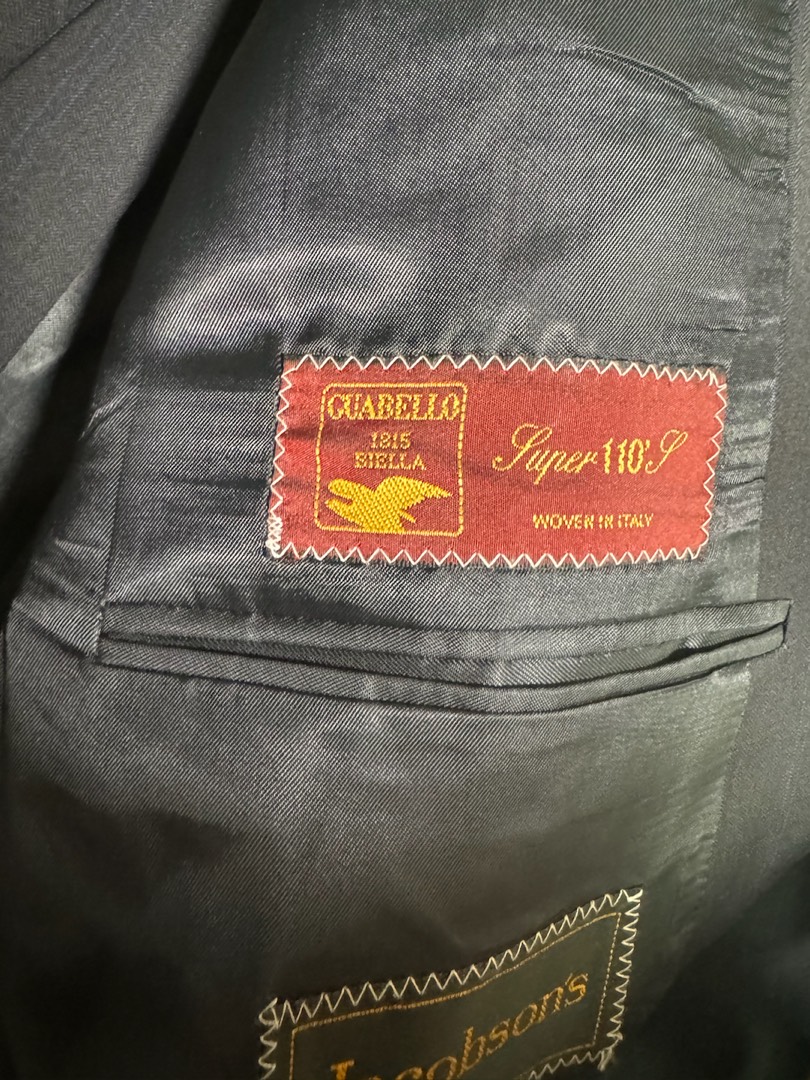 GUABELLO
1815
BIELLA
Super 110'S
WOVEN IN ITALY
Jacobson's